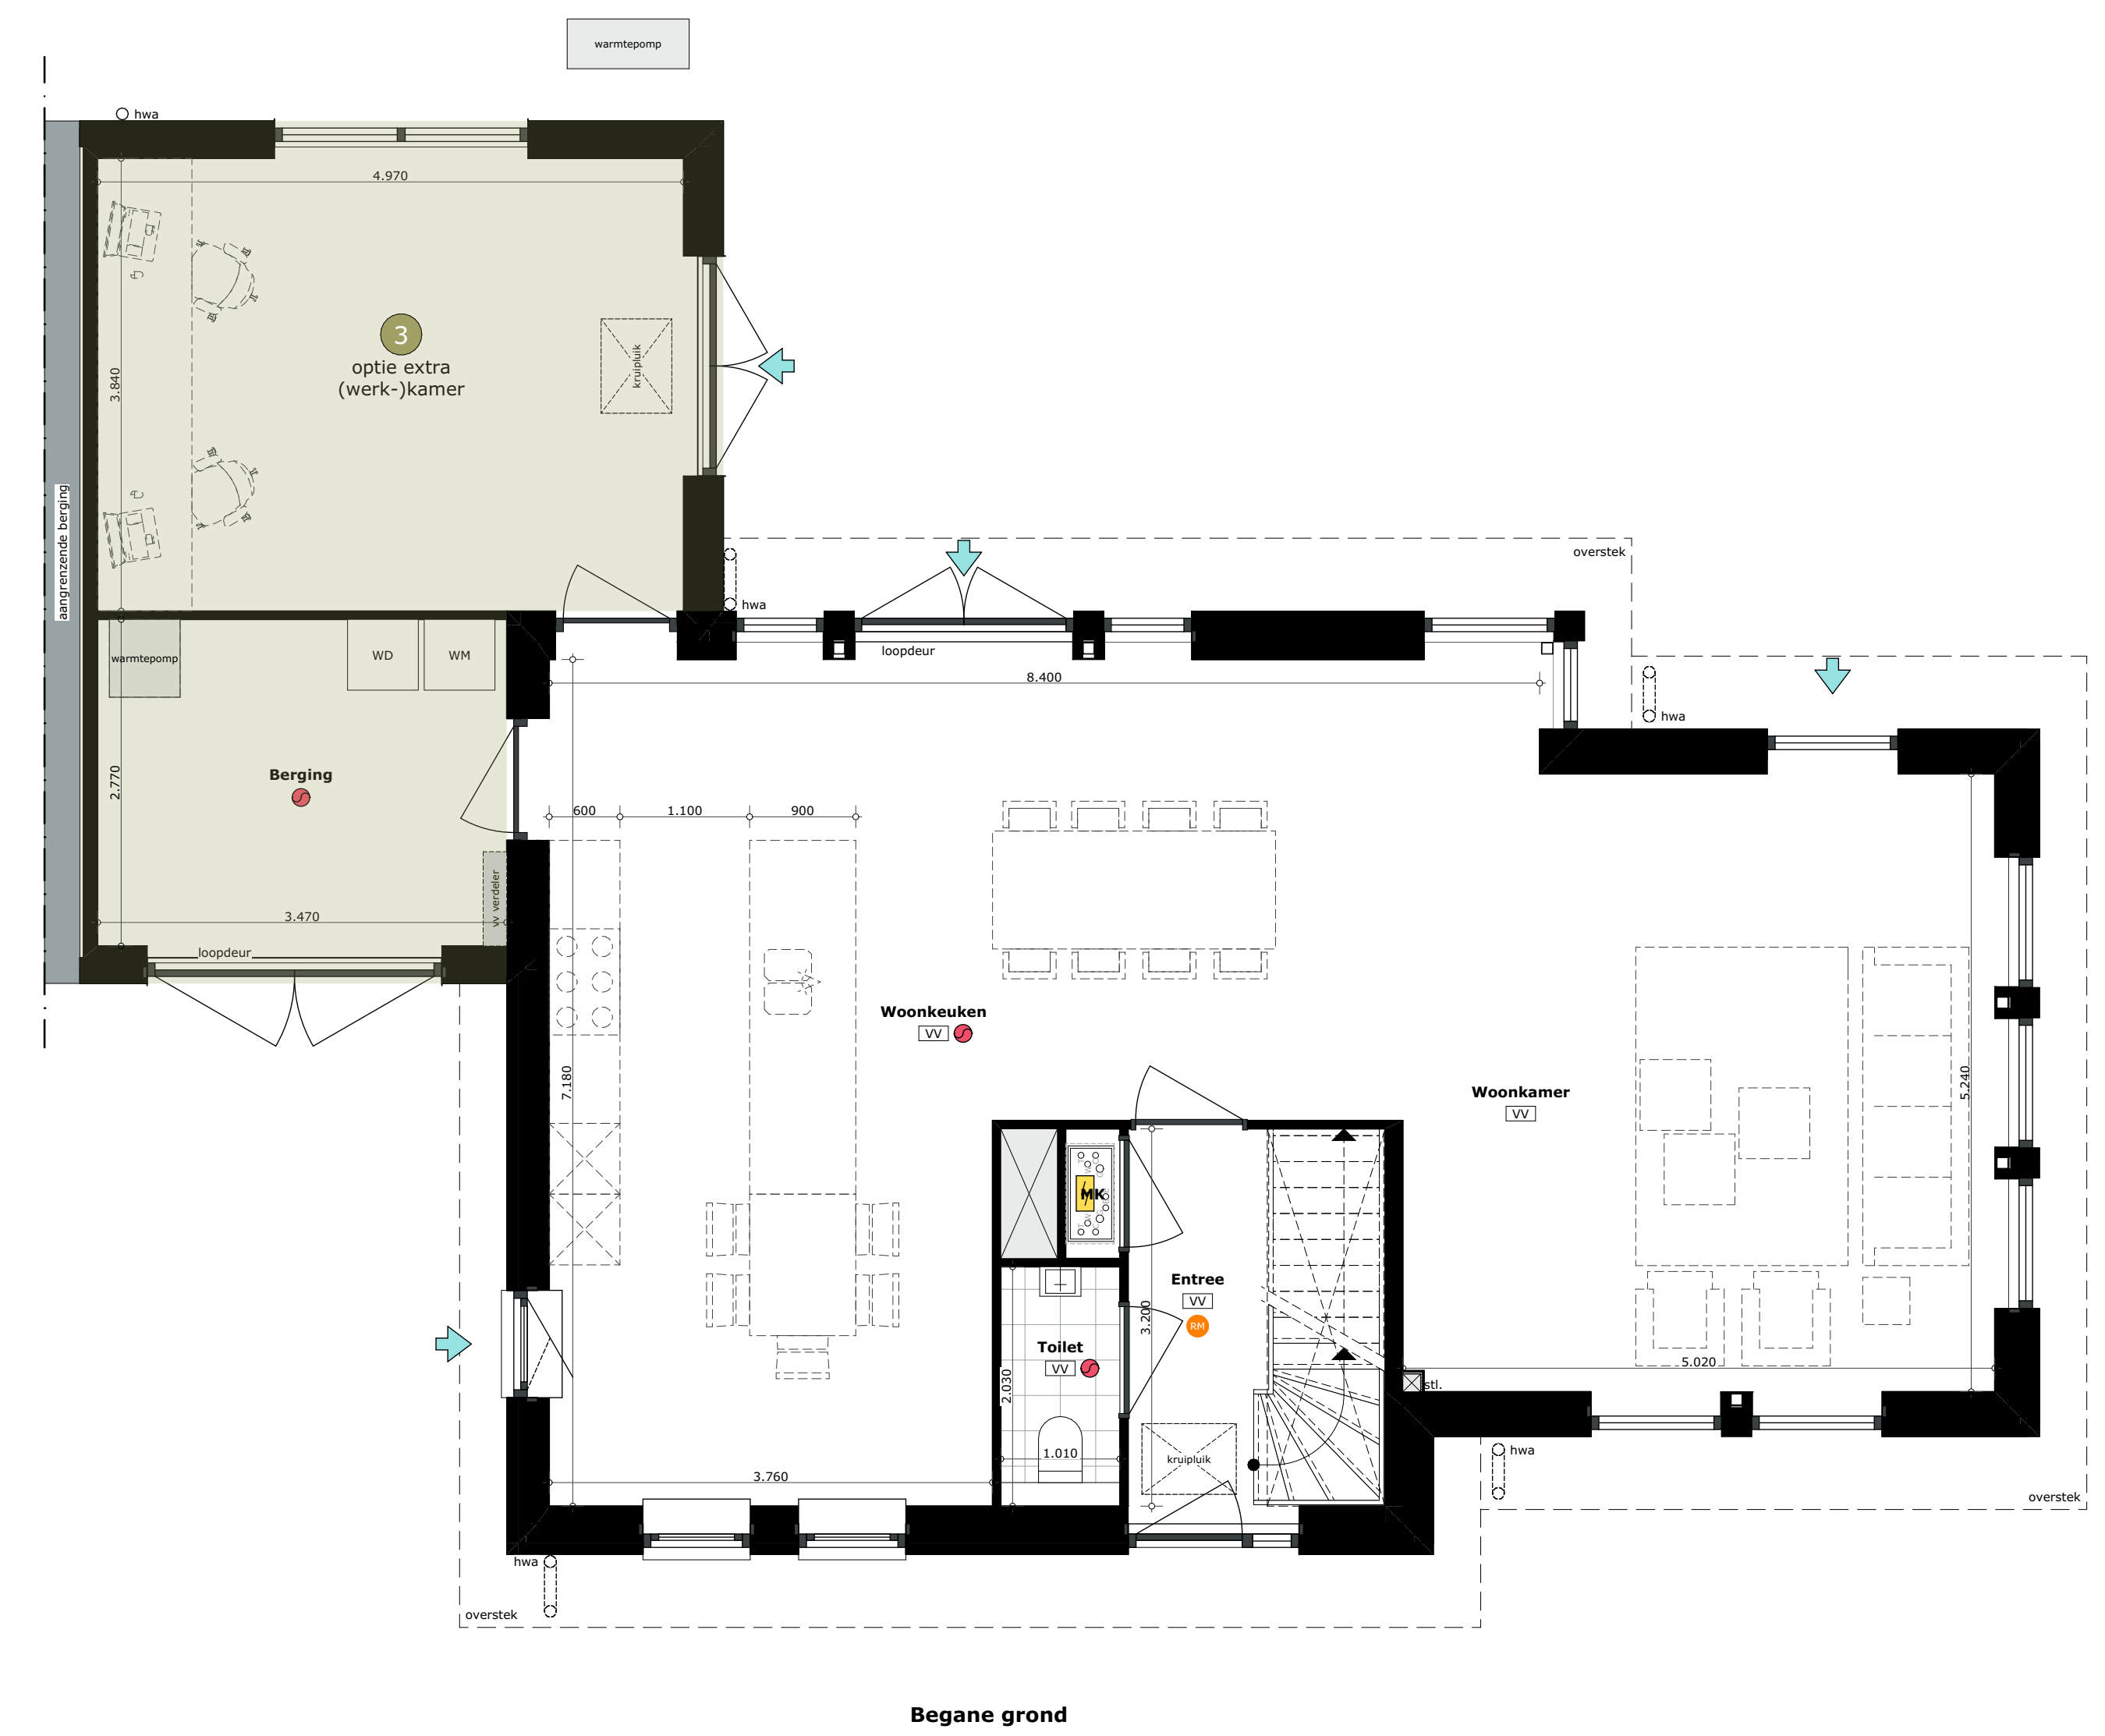 warmtepomp
hwa
4.970
3.840
3
optie extra
(werk-)kamer
kruipluik
aangrenzende berging
overstek
hwa
loopdeur
warmtepomp
WD
WM
8.400
hwa
Berging
2.770
600
1.100
900
vv verdeler
3.470
loopdeur
Woonkeuken
VV
7.180
Woonkamer
VV
5.240
MK
Entree
VV
RM
3.200
Toilet
VV
2.030
1.010
kruipluik
5.020
stl.
3.760
hwa
overstek
hwa
overstek
Begane grond